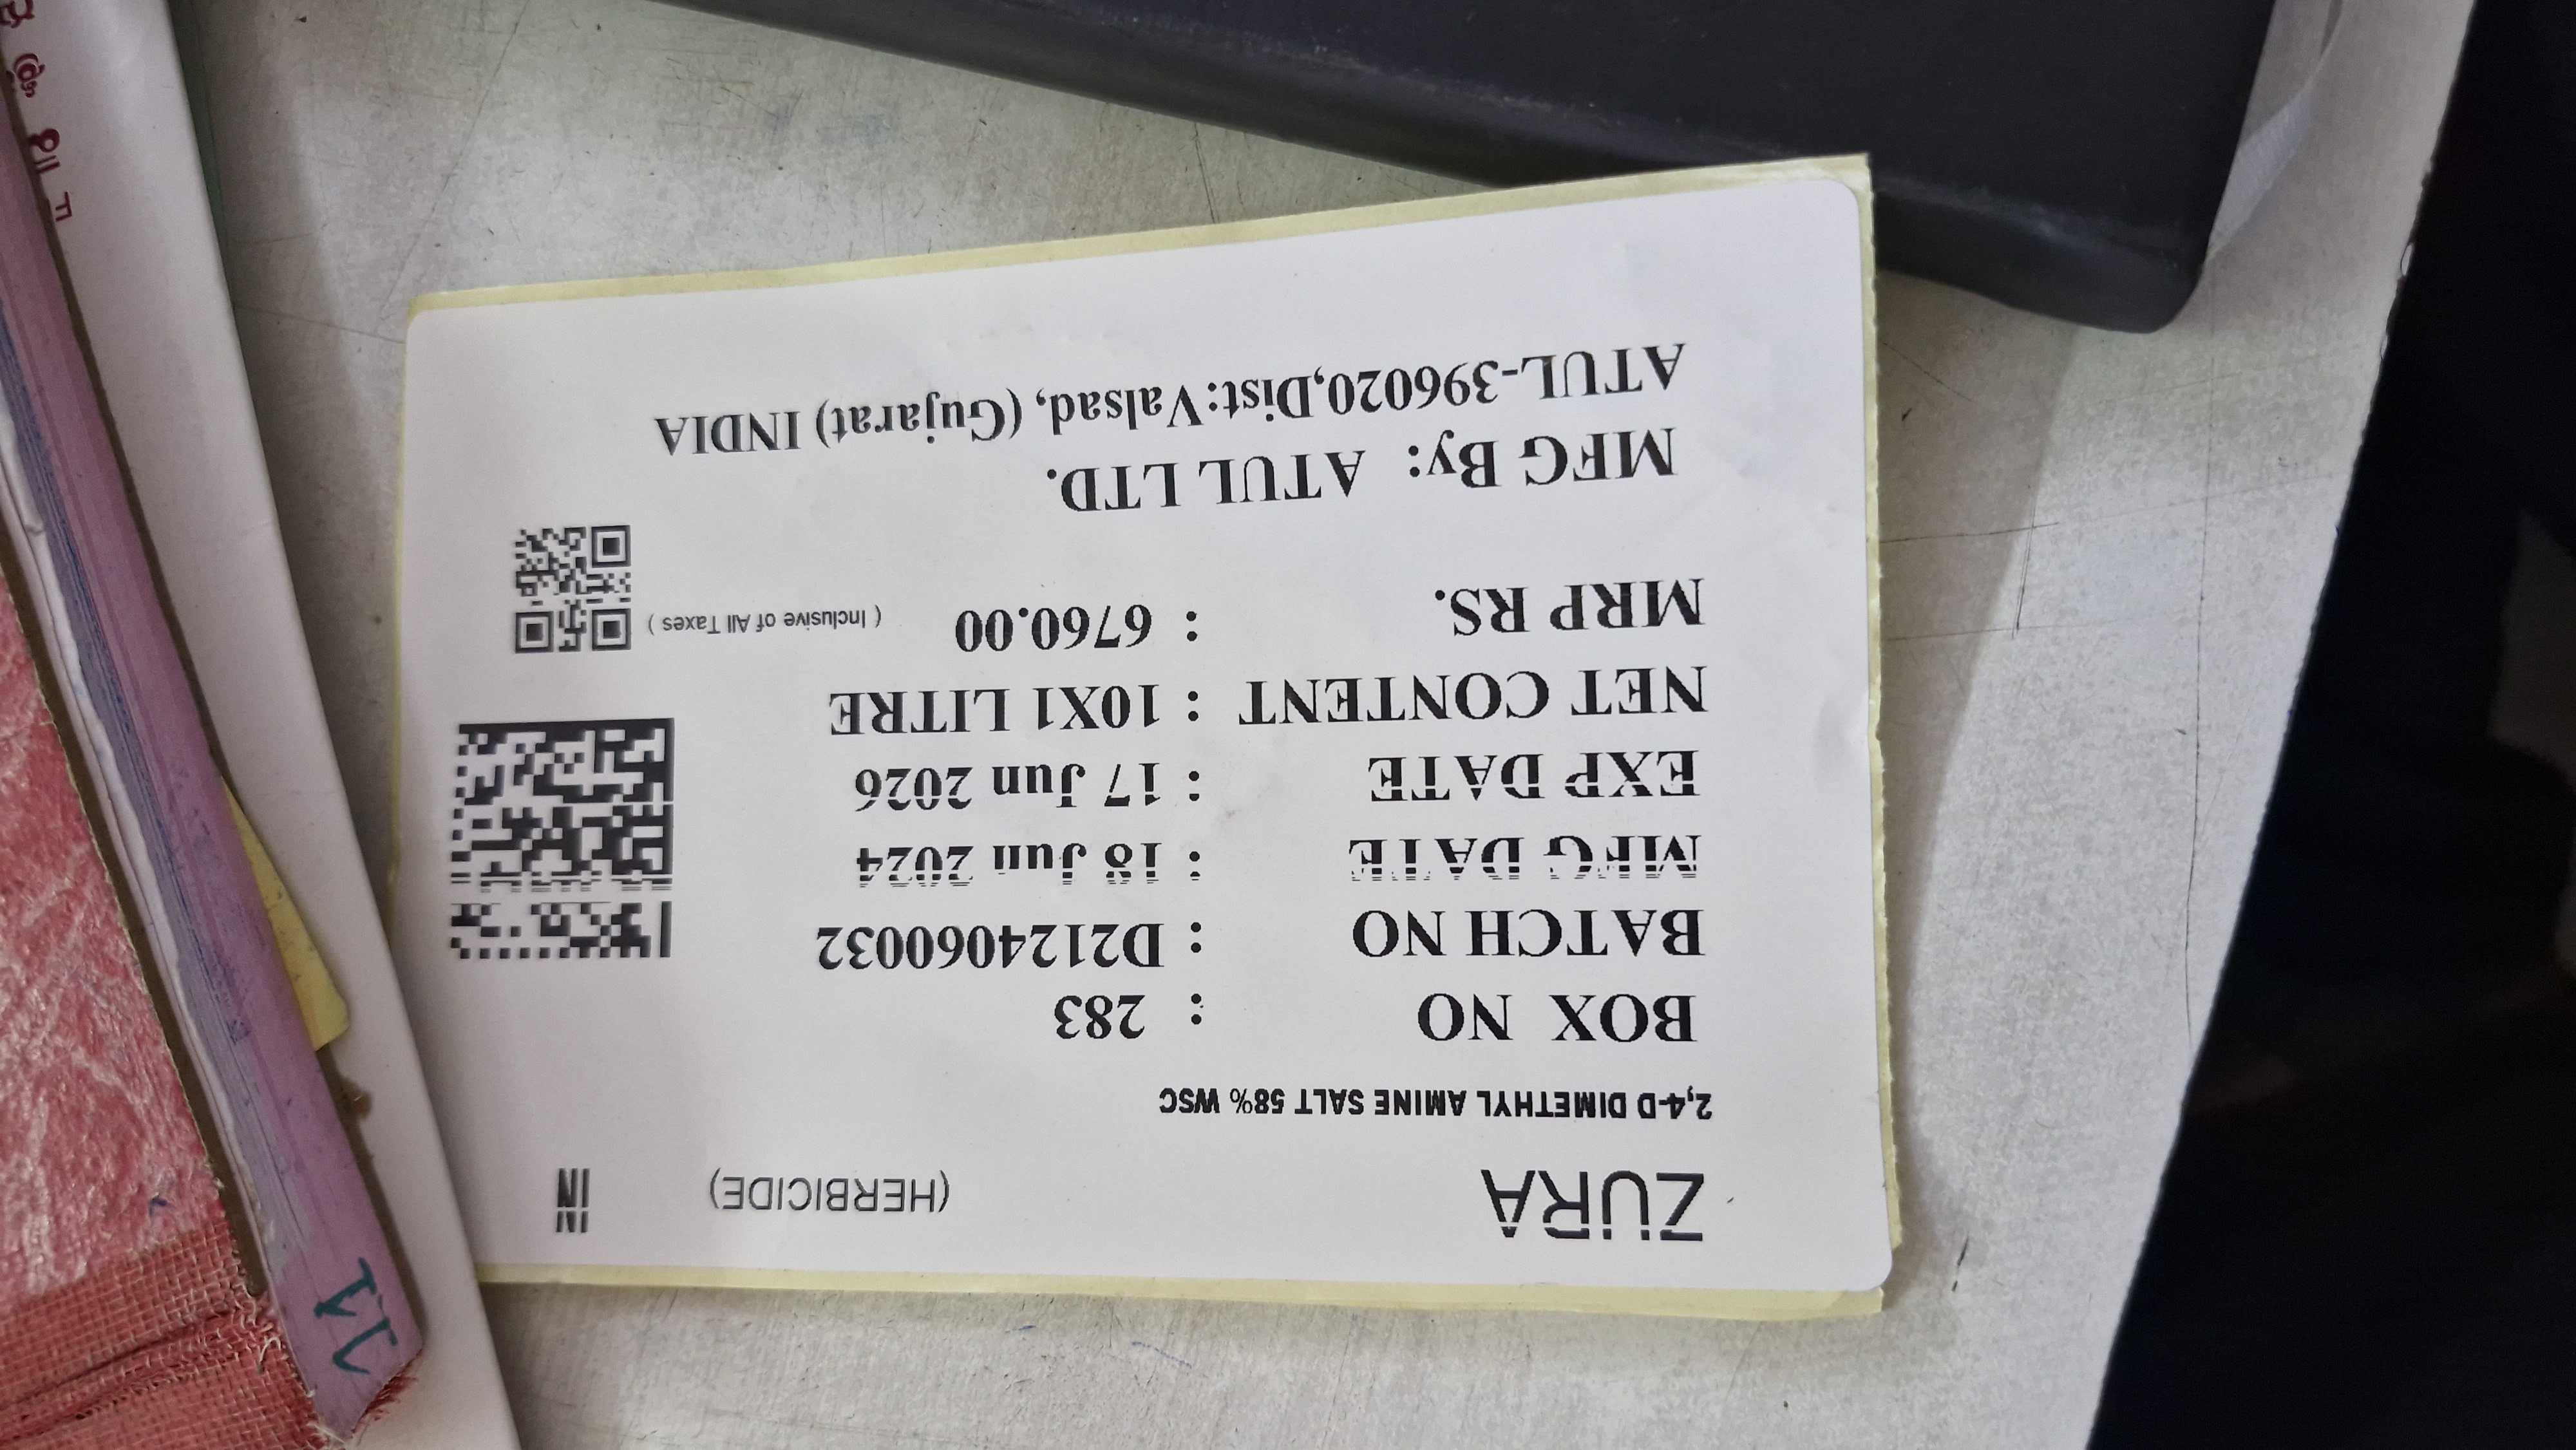 ZURA (HERBICIDE) IN
2,4-D DIMETHYL AMINE SALT 58% WSC
BOX NO : 283
BATCH NO : D2124060032
MFG DATE : 18 Jun 2024
EXP DATE : 17 Jun 2026
NET CONTENT : 10X1 LITRE
MRP RS. : 6760.00 ( Inclusive of All Taxes )
MFG By: ATUL LTD.
ATUL-396020,Dist:Valsad, (Gujarat) INDIA